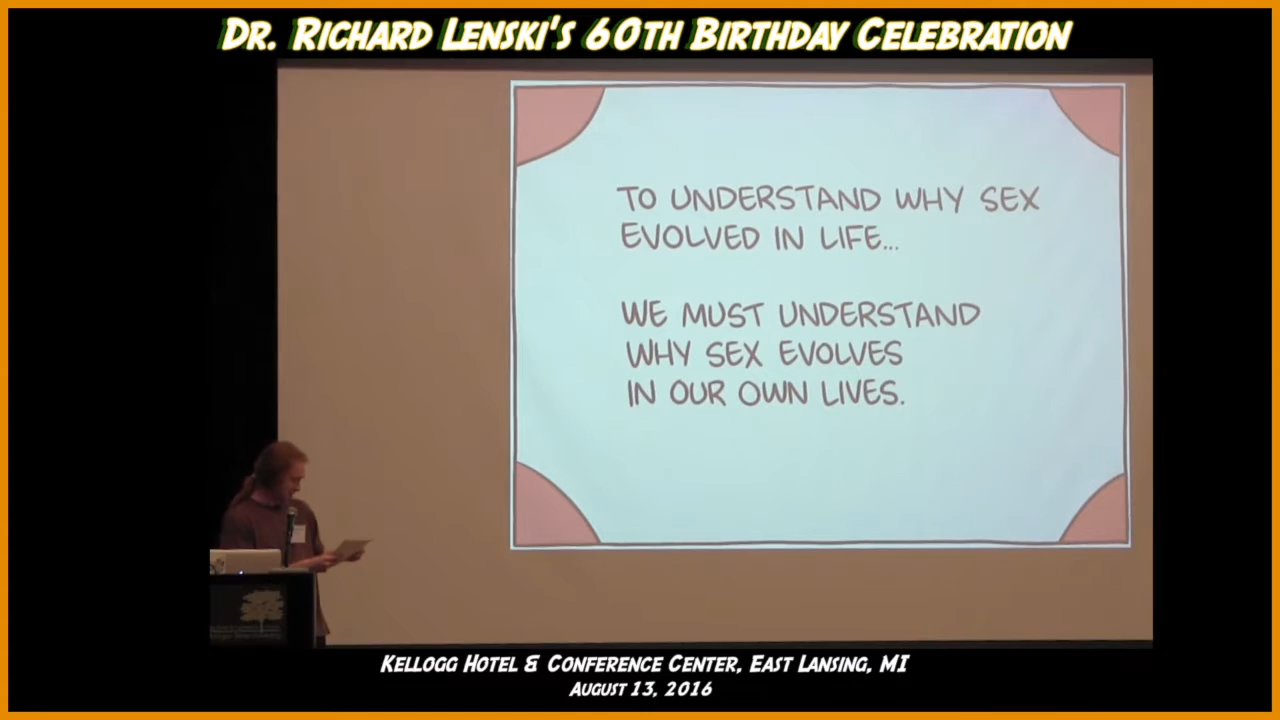 Dr. Richard Lenski's 60th Birthday Celebration
TO UNDERSTAND WHY SEX
EVOLVED IN LIFE...
WE MUST UNDERSTAND
WHY SEX EVOLVES
IN OUR OWN LIVES.
Kellogg Hotel & Conference Center, East Lansing, MI
August 13, 2016